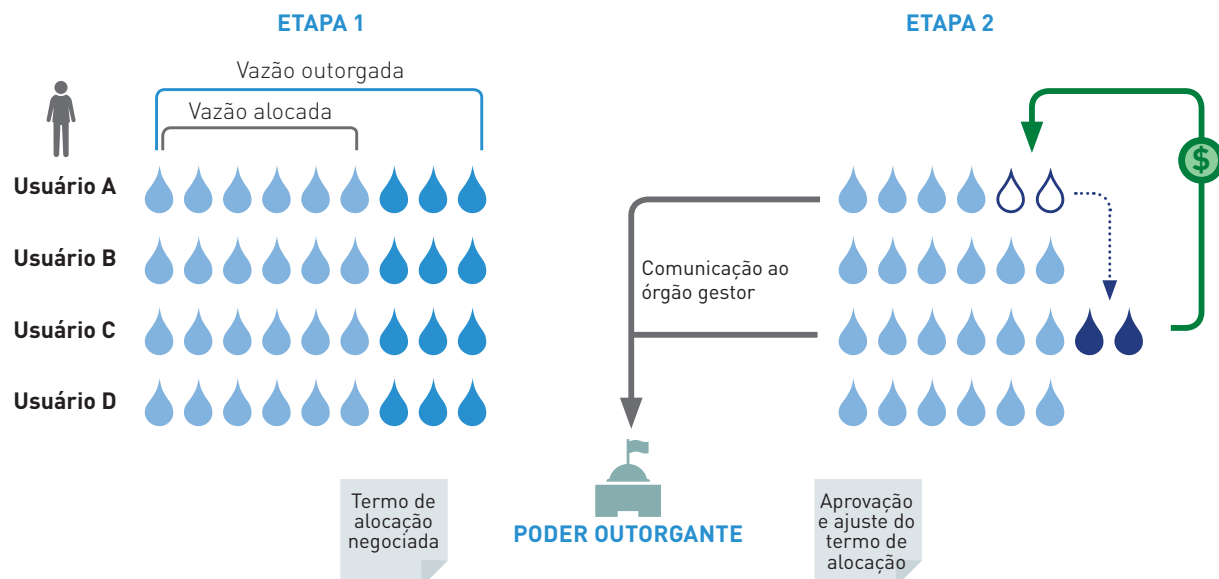 ETAPA 1
Vazão outorgada
Vazão alocada
Usuário A
Usuário B
Usuário C
Usuário D
Termo de
alocação
negociada
PODER OUTORGANTE
ETAPA 2
$
Comunicação ao
órgão gestor
Aprovação
e ajuste do
termo de
alocação